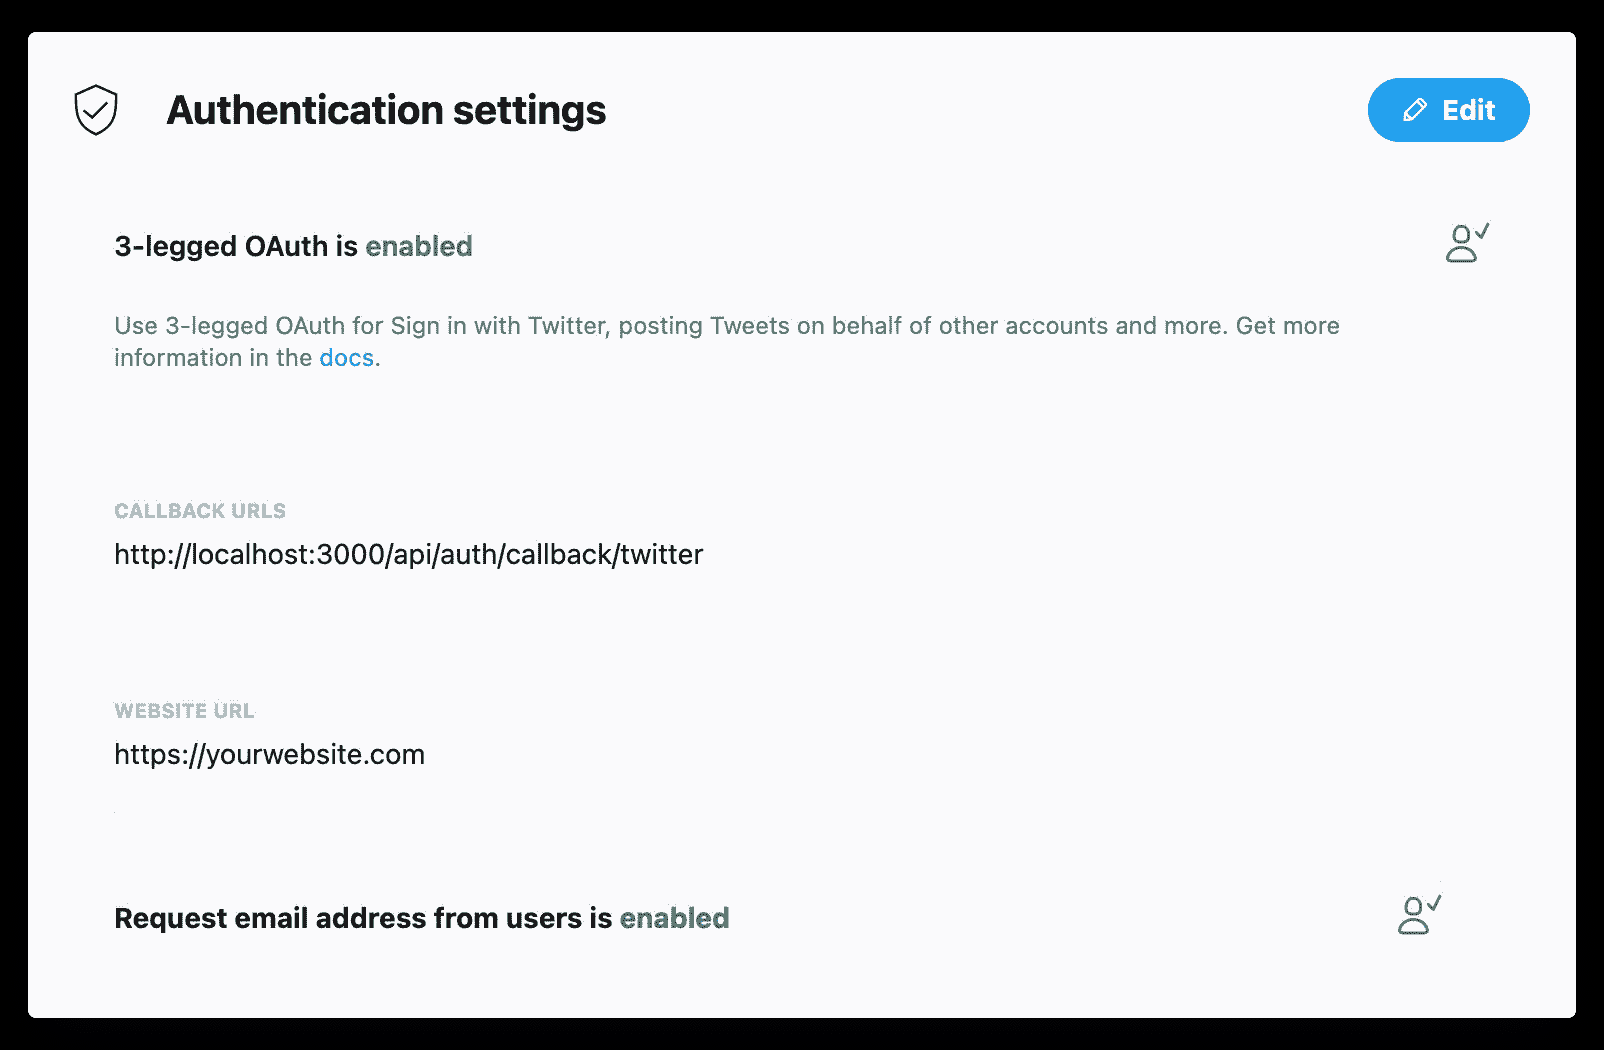 Authentication settings
Edit
3-legged OAuth is enabled
Use 3-legged OAuth for Sign in with Twitter, posting Tweets on behalf of other accounts and more. Get more
information in the docs.
CALLBACK URLS
http://localhost:3000/api/auth/callback/twitter
WEBSITE URL
https://yourwebsite.com
Request email address from users is enabled